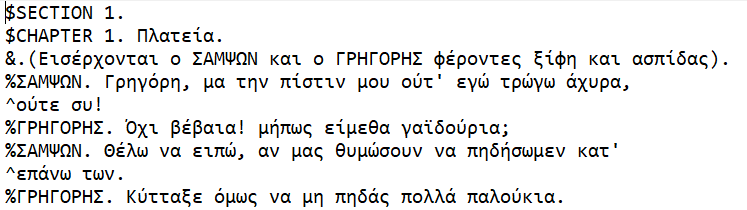 $SECTION 1.
$CHAPTER 1. Πλατεία.
&.(Εισέρχονται ο ΣΑΜΨΩΝ και ο ΓΡΗΓΟΡΗΣ φέροντες ξίφη και ασπίδας).
%ΣΑΜΨΩΝ. Γρηγόρη, μα την πίστιν μου ούτ' εγώ τρώγω άχυρα,
^ούτε συ!
%ΓΡΗΓΟΡΗΣ. Όχι βέβαια! μήπως είμεθα γαϊδούρια;
%ΣΑΜΨΩΝ. Θέλω να ειπώ, αν μας θυμώσουν να πηδήσωμεν κατ'
^επάνω των.
%ΓΡΗΓΟΡΗΣ. Κύτταξε όμως να μη πηδάς πολλά παλούκια.